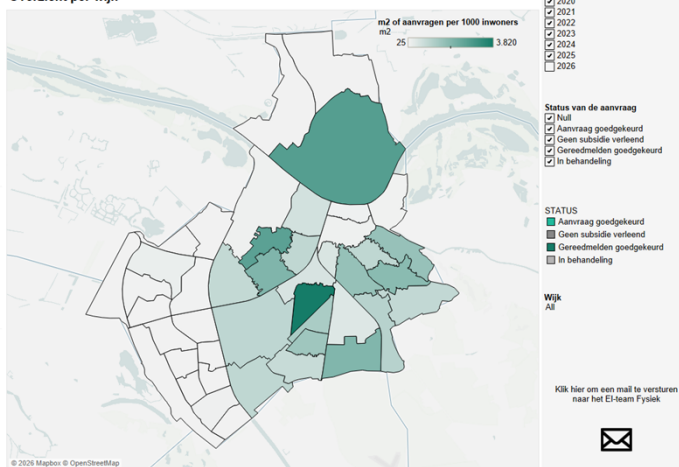 Overzicht per wijk
m2 of aanvragen per 1000 inwoners
m2
25
3.820
2020
2021
2022
2023
2024
2025
2026
Status van de aanvraag
Null
Aanvraag goedgekeurd
Geen subsidie verleend
Gereedmelden goedgekeurd
In behandeling
STATUS
Aanvraag goedgekeurd
Geen subsidie verleend
Gereedmelden goedgekeurd
In behandeling
Wijk
All
Klik hier om een mail te versturen
naar het EI-team Fysiek
© 2026 Mapbox © OpenStreetMap